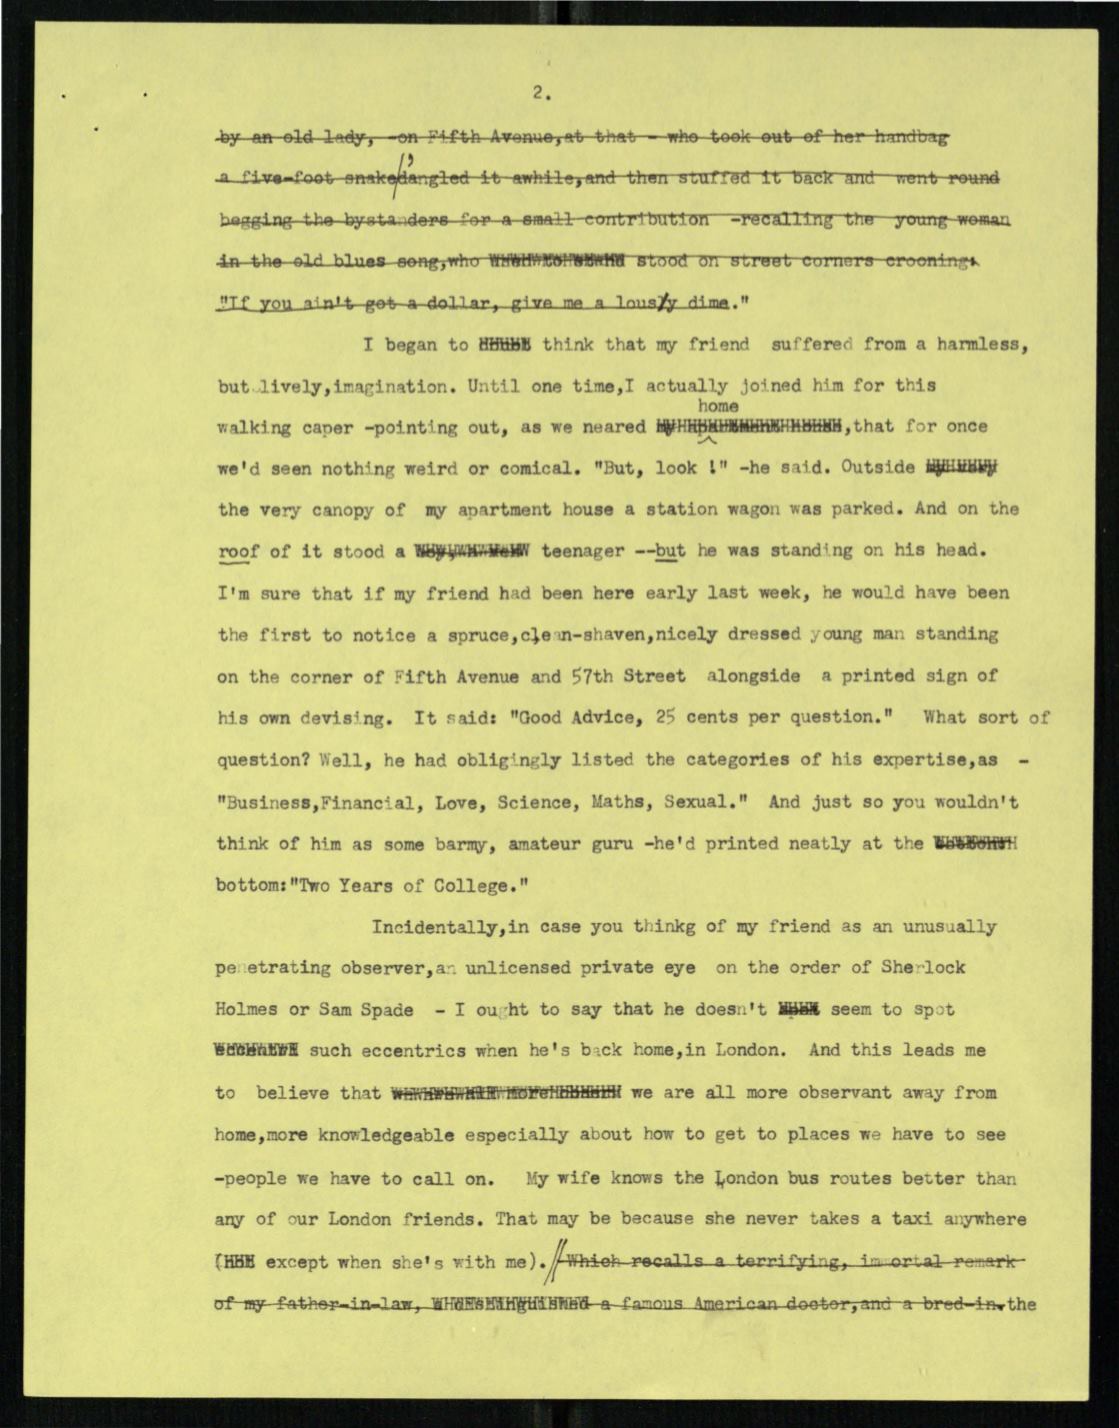 2.
by an old lady, -on Fifth Avenue,at that - who took out of her handbag
a five-foot snake,dangled it awhile,and then stuffed it back and went round
begging the bystanders for a small contribution -recalling the young woman
in the old blues song,who stood on street corners crooning:
"If you ain't got a dollar, give me a lously dime."
I began to think that my friend suffered from a harmless,
but lively,imagination. Until one time,I actually joined him for this
home
walking caper -pointing out, as we neared ,that for once
we'd seen nothing weird or comical. "But, look !" -he said. Outside
the very canopy of my apartment house a station wagon was parked. And on the
roof of it stood a teenager --but he was standing on his head.
I'm sure that if my friend had been here early last week, he would have been
the first to notice a spruce,clean-shaven,nicely dressed young man standing
on the corner of Fifth Avenue and 57th Street alongside a printed sign of
his own devising. It said: "Good Advice, 25 cents per question." What sort of
question? Well, he had obligingly listed the categories of his expertise,as -
"Business,Financial, Love, Science, Maths, Sexual." And just so you wouldn't
think of him as some barmy, amateur guru -he'd printed neatly at the
bottom:"Two Years of College."
Incidentally,in case you thinkg of my friend as an unusually
penetrating observer,an unlicensed private eye on the order of Sherlock
Holmes or Sam Spade - I ought to say that he doesn't seem to spot
such eccentrics when he's back home,in London. And this leads me
to believe that we are all more observant away from
home,more knowledgeable especially about how to get to places we have to see
-people we have to call on. My wife knows the London bus routes better than
any of our London friends. That may be because she never takes a taxi anywhere
( except when she's with me). //Which recalls a terrifying, immortal remark
of my father-in-law, a famous American doctor,and a bred-in-the